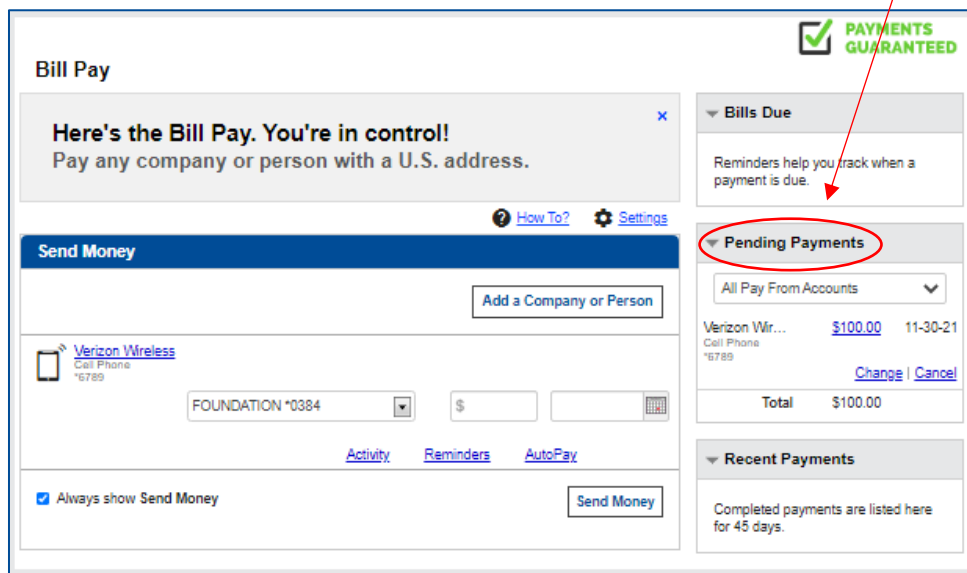 PAYMENTS
GUARANTEED
Bill Pay
Here's the Bill Pay. You're in control!
Pay any company or person with a U.S. address.
×
How To? Settings
Send Money
Add a Company or Person
Verizon Wireless
Cell Phone
*6789
FOUNDATION *0384 $
Activity Reminders AutoPay
Always show Send Money
Send Money
Bills Due
Reminders help you track when a
payment is due.
Pending Payments
All Pay From Accounts
Verizon Wir... $100.00 11-30-21
Cell Phone
*6789
Change | Cancel
Total $100.00
Recent Payments
Completed payments are listed here
for 45 days.